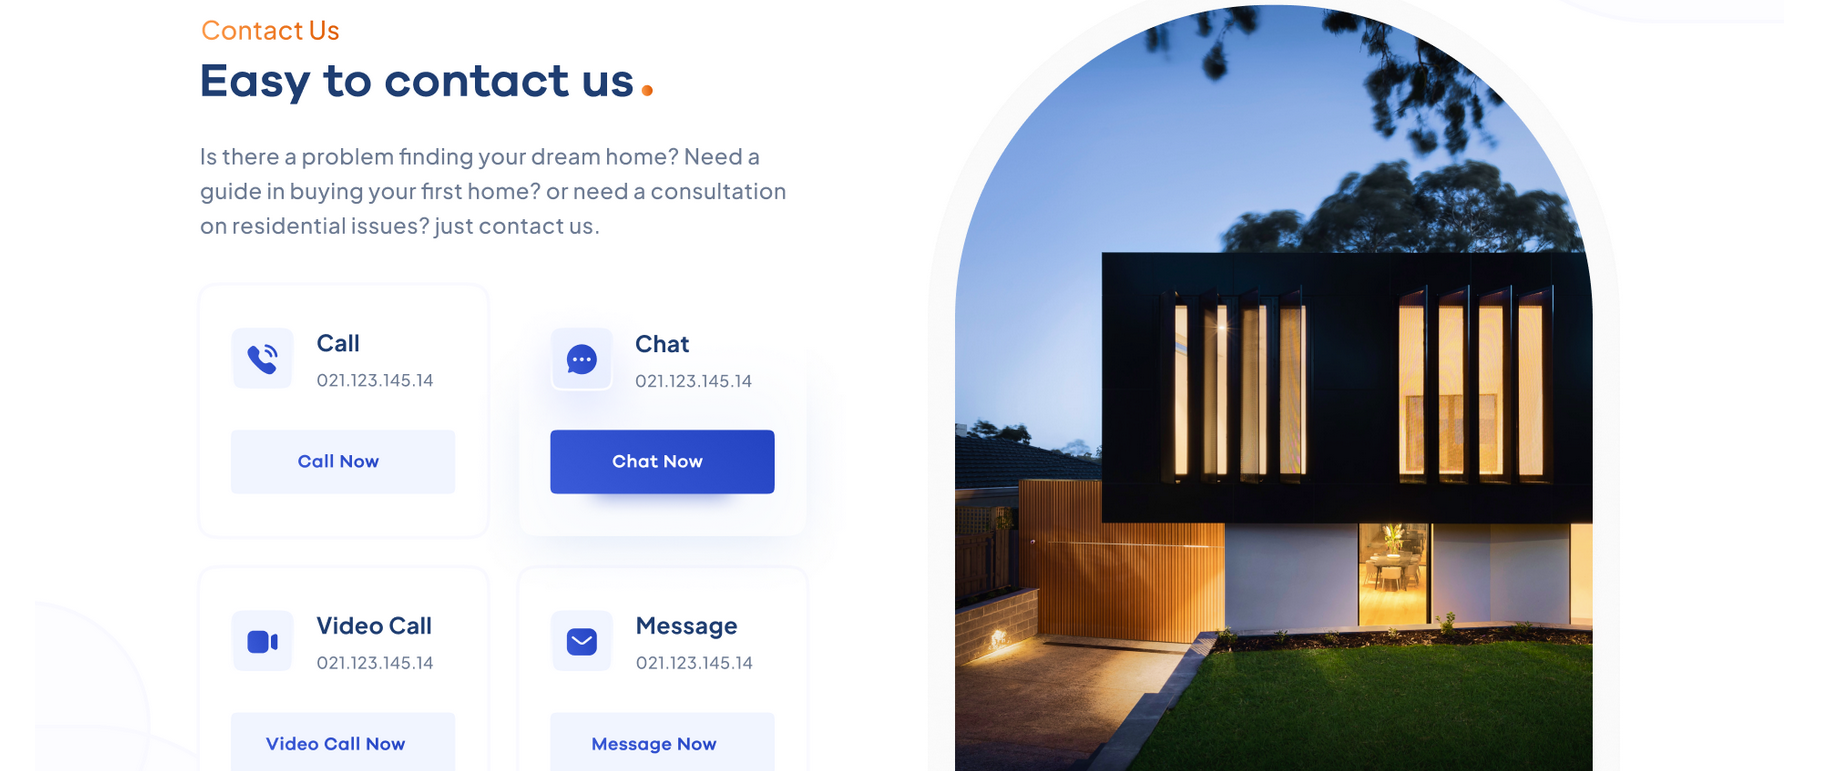 Contact Us
Easy to contact us.
Is there a problem finding your dream home? Need a
guide in buying your first home? or need a consultation
on residential issues? just contact us.
Call
021.123.145.14
Call Now
Chat
021.123.145.14
Chat Now
Video Call
021.123.145.14
Video Call Now
Message
021.123.145.14
Message Now